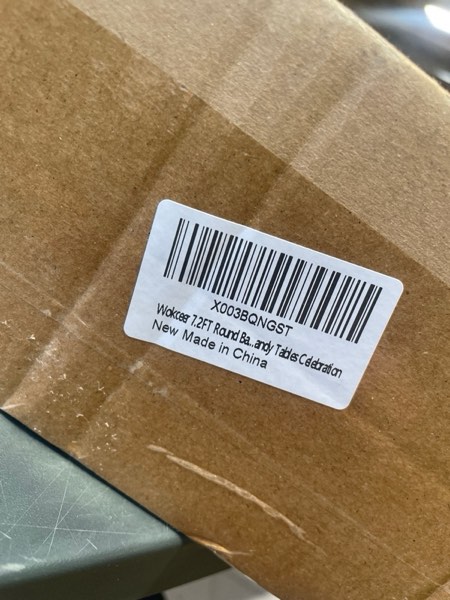 X003BQNGST
Wokceer 7.2FT Round Ba...andy Tables Celebration
New Made in China